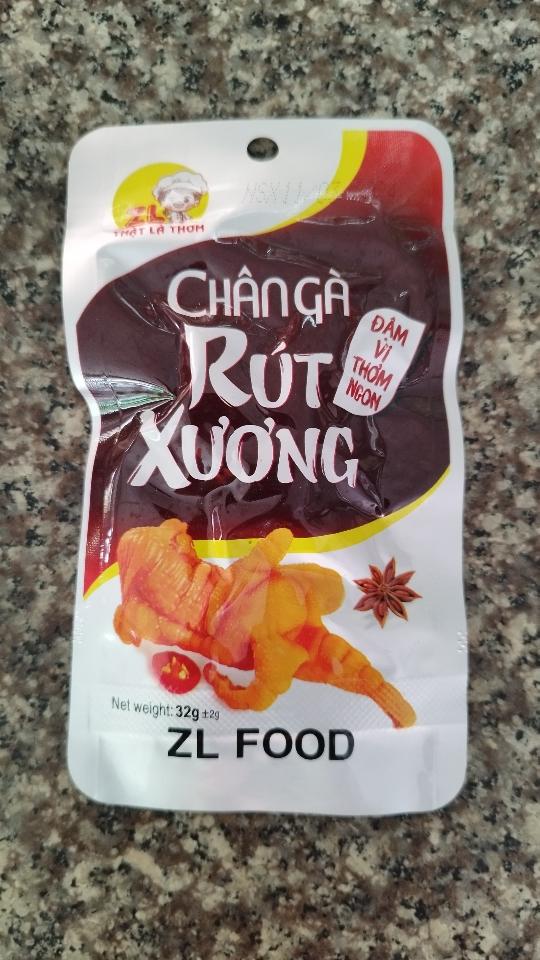 ZL
THẬT LÀ THƠM
CHÂN GÀ
RÚT
XƯƠNG
ĐẬM
VỊ
THƠM
NGON
Net weight: 32g ±2g
ZL FOOD